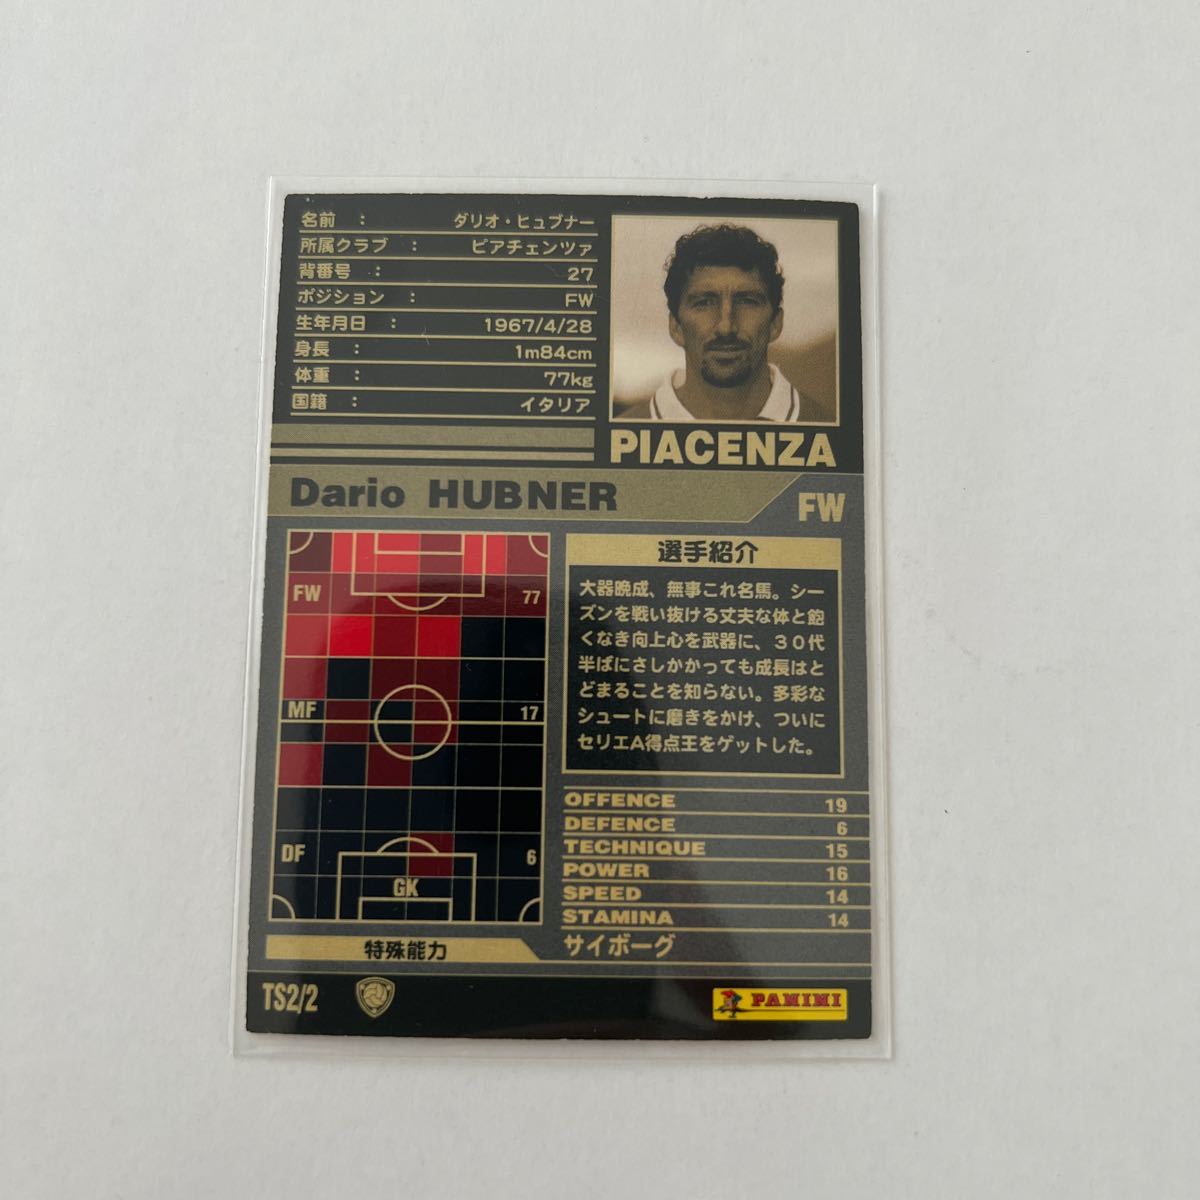 名前 : ダリオ・ヒュブナー
所属クラブ : ピアチェンツァ
背番号 : 27
ポジション : FW
生年月日 : 1967/4/28
身長 : 1m84cm
体重 : 77kg
国籍 : イタリア
PIACENZA
Dario HUBNER
FW
FW 77
MF 17
DF 6
GK
選手紹介
大器晩成、無事これ名馬。シー
ズンを戦い抜ける丈夫な体と飽
くなき向上心を武器に、30代
半ばにさしかかっても成長はと
どまることを知らない。多彩な
シュートに磨きをかけ、ついに
セリエA得点王をゲットした。
OFFENCE 19
DEFENCE 6
TECHNIQUE 15
POWER 16
SPEED 14
STAMINA 14
特殊能力 サイボーグ
TS2/2
PANINI